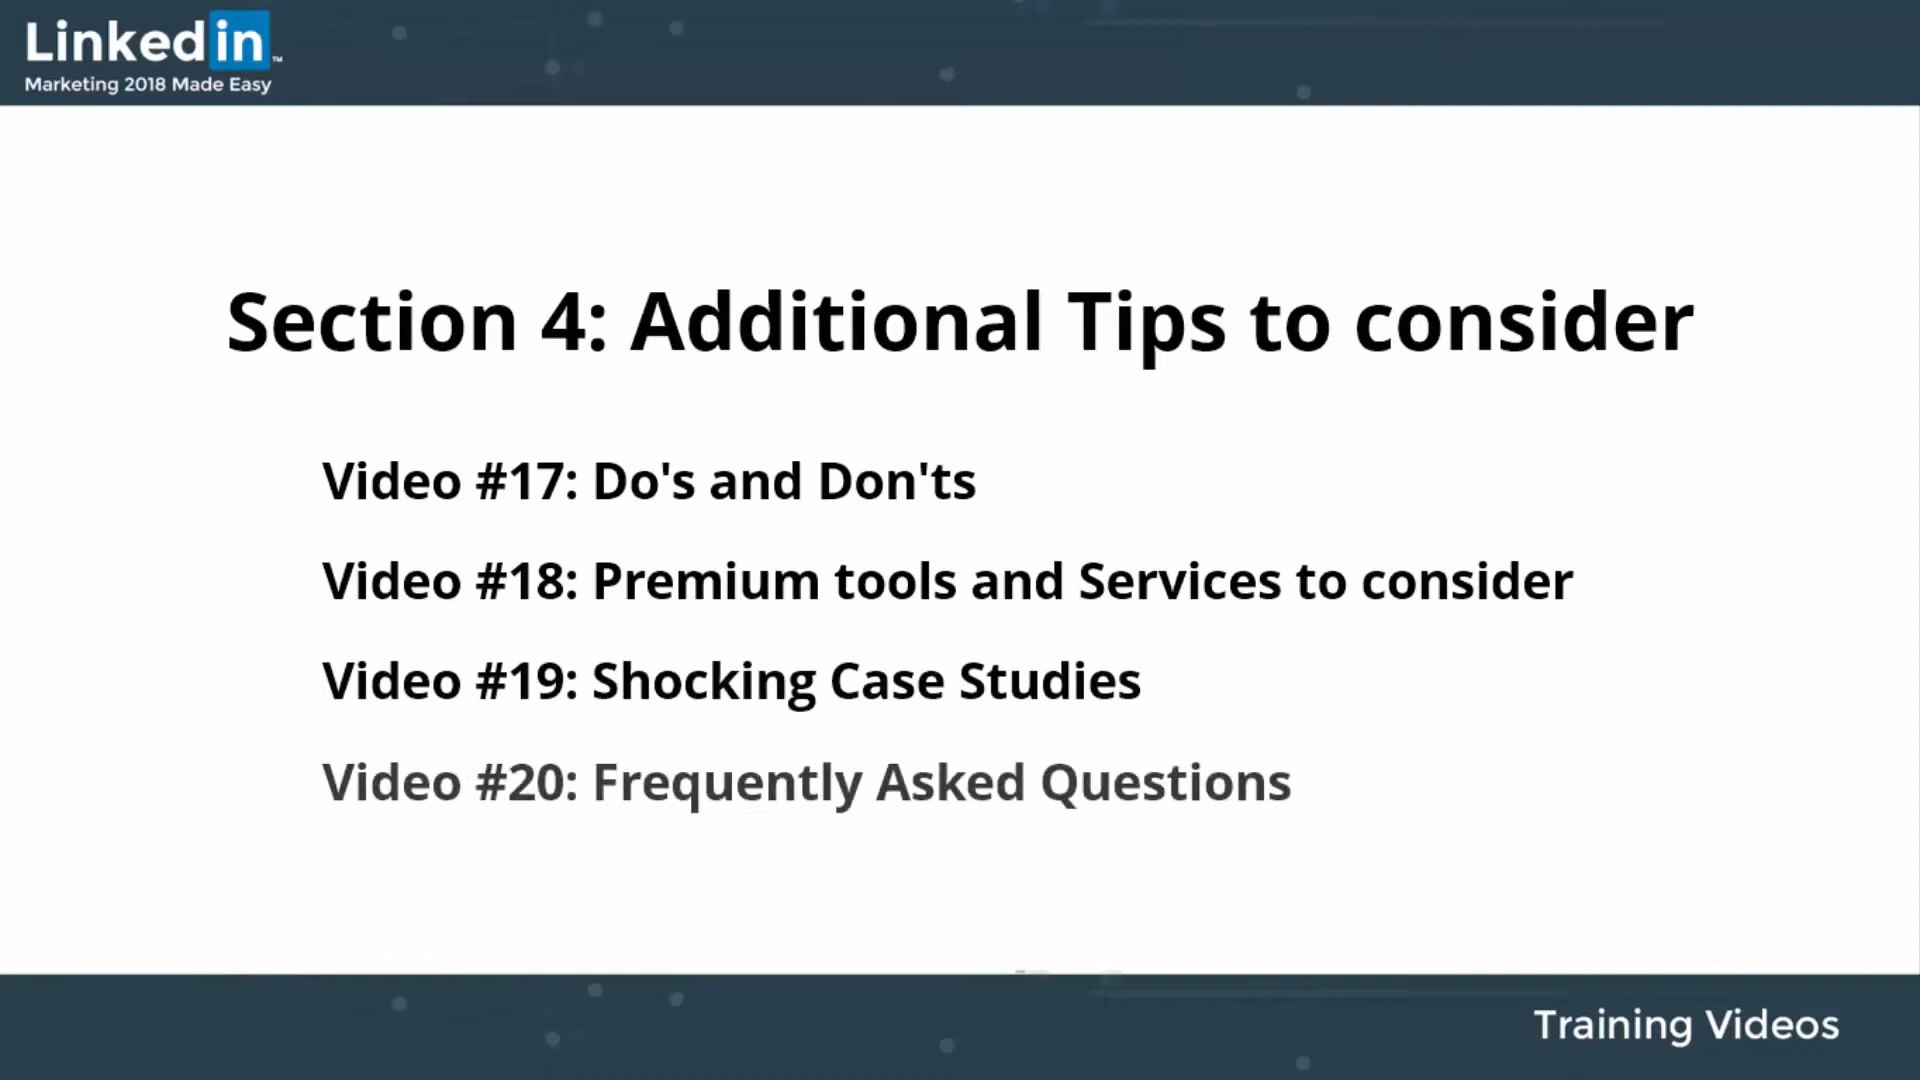 Linkedin™
Marketing 2018 Made Easy
Section 4: Additional Tips to consider
Video #17: Do's and Don'ts
Video #18: Premium tools and Services to consider
Video #19: Shocking Case Studies
Video #20: Frequently Asked Questions
Training Videos